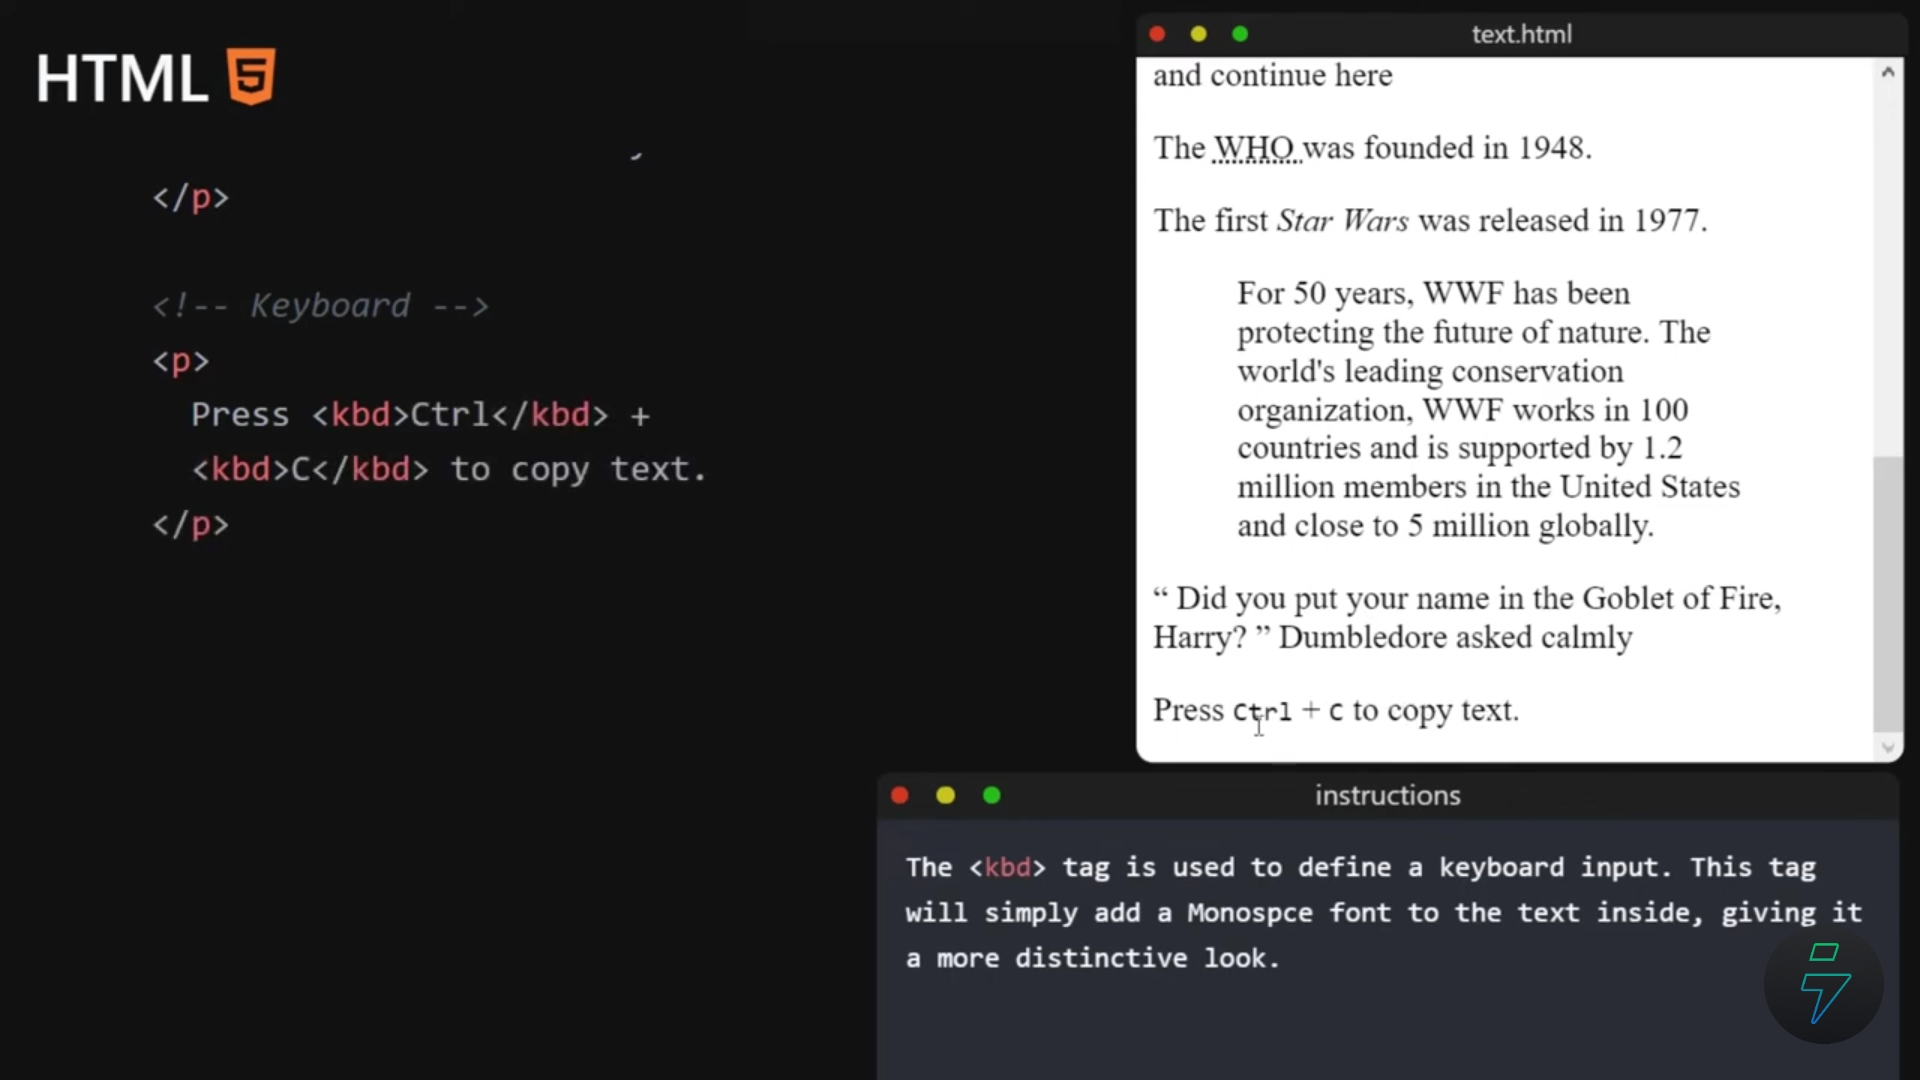 HTML 5
</p>
<!-- Keyboard -->
<p>
Press <kbd>Ctrl</kbd> +
<kbd>C</kbd> to copy text.
</p>
text.html
and continue here
The WHO was founded in 1948.
The first Star Wars was released in 1977.
For 50 years, WWF has been
protecting the future of nature. The
world's leading conservation
organization, WWF works in 100
countries and is supported by 1.2
million members in the United States
and close to 5 million globally.
“ Did you put your name in the Goblet of Fire,
Harry? ” Dumbledore asked calmly
Press Ctrl + C to copy text.
instructions
The <kbd> tag is used to define a keyboard input. This tag
will simply add a Monospce font to the text inside, giving it
a more distinctive look.